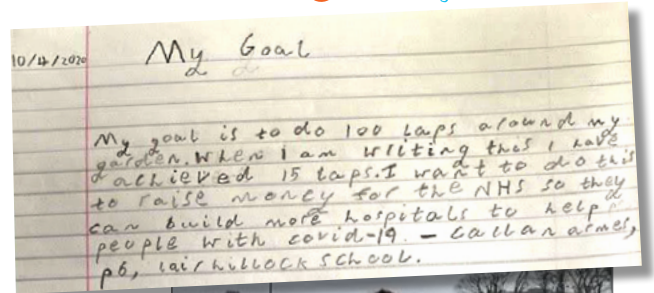 10/4/2020
My Goal
My goal is to do 100 laps around my
garden. When I am writing this I have
achieved 15 laps. I want to do this
to raise money for the NHS so they
can build more hospitals to help
people with covid-19 - Callan armes,
p6, lairhillock school.